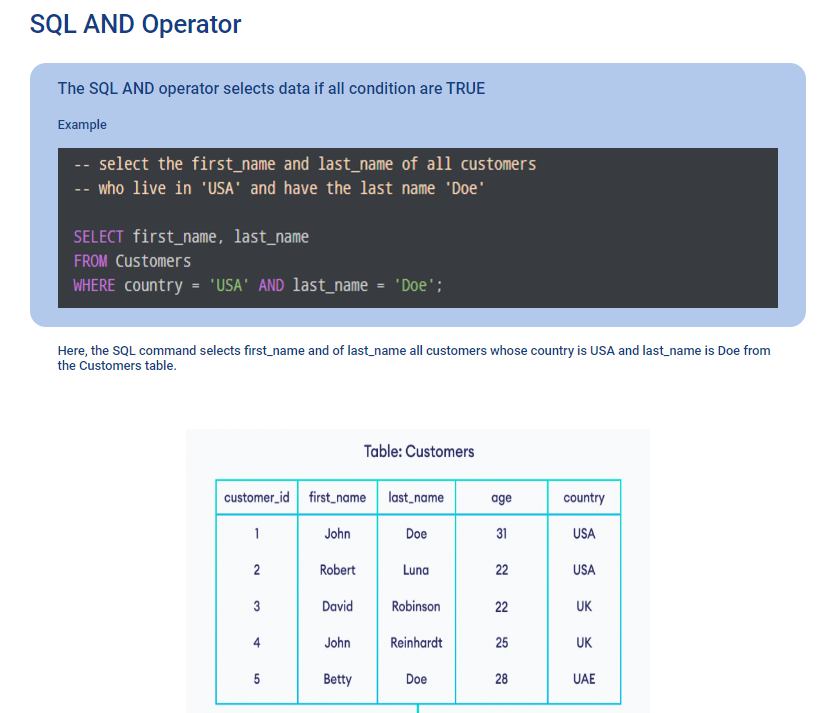 SQL AND Operator
The SQL AND operator selects data if all condition are TRUE
Example
-- select the first_name and last_name of all customers
-- who live in 'USA' and have the last name 'Doe'
SELECT first_name, last_name
FROM Customers
WHERE country = 'USA' AND last_name = 'Doe';
Here, the SQL command selects first_name and of last_name all customers whose country is USA and last_name is Doe from
the Customers table.
Table: Customers
customer_id first_name last_name age country
1 John Doe 31 USA
2 Robert Luna 22 USA
3 David Robinson 22 UK
4 John Reinhardt 25 UK
5 Betty Doe 28 UAE